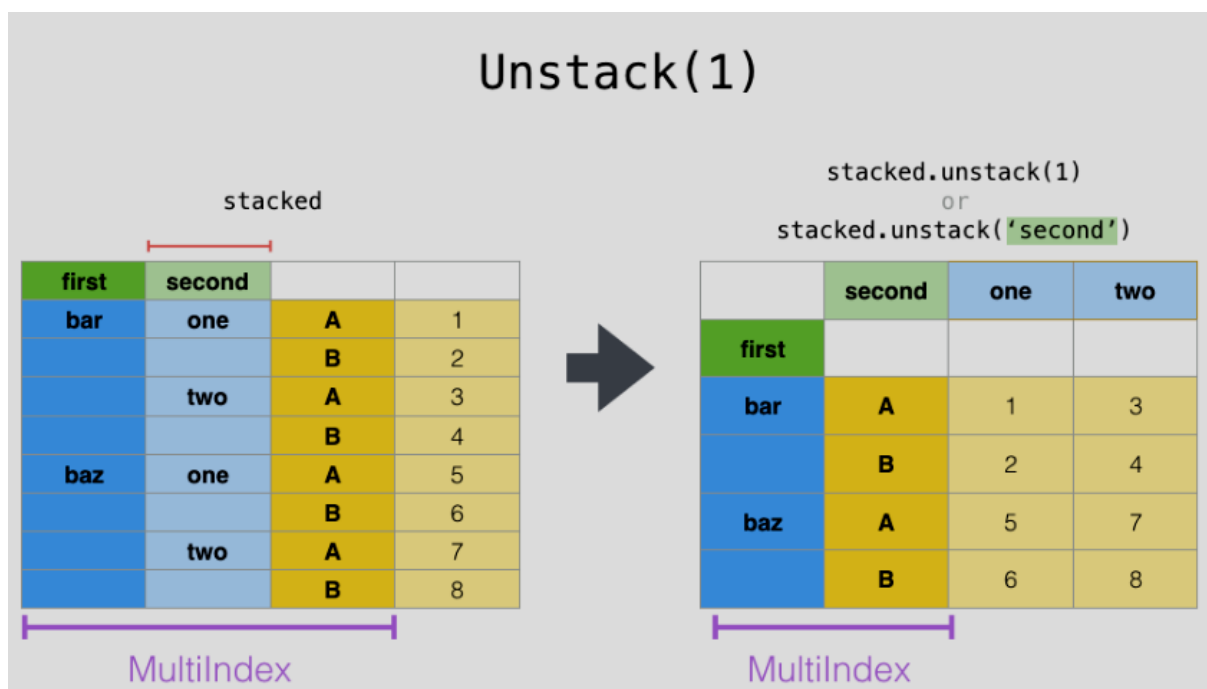 Unstack(1)
stacked
stacked.unstack(1)
or
stacked.unstack(‘second’)
first second
bar one A 1
B 2
two A 3
B 4
baz one A 5
B 6
two A 7
B 8
MultiIndex
second one two
first
bar A 1 3
B 2 4
baz A 5 7
B 6 8
MultiIndex